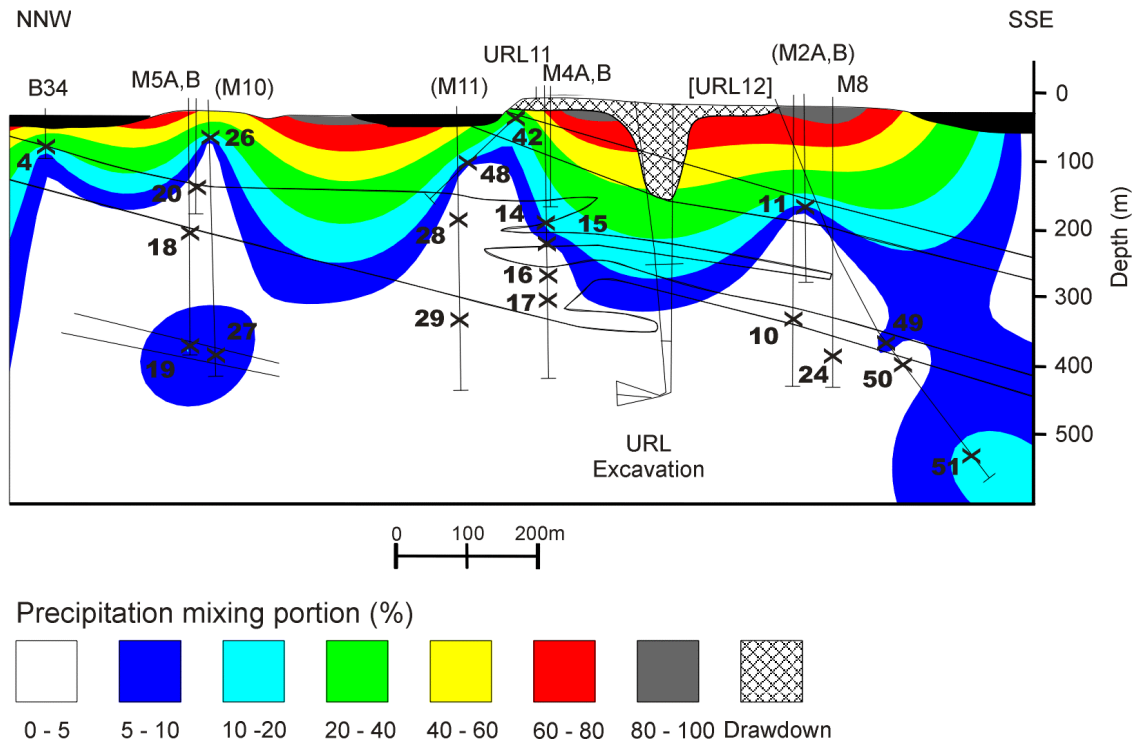 NNW
SSE
URL11
(M2A,B)
M5A,B
(M10)
(M11)
M4A,B
[URL12]
M8
B34
0
26
42
4
48
100
20
11
14
15
18
28
200
16
17
300
29
10
49
27
19
24
50
400
500
51
Depth (m)
URL
Excavation
0 100 200m
Precipitation mixing portion (%)
0 - 5 5 - 10 10 -20 20 - 40 40 - 60 60 - 80 80 - 100 Drawdown